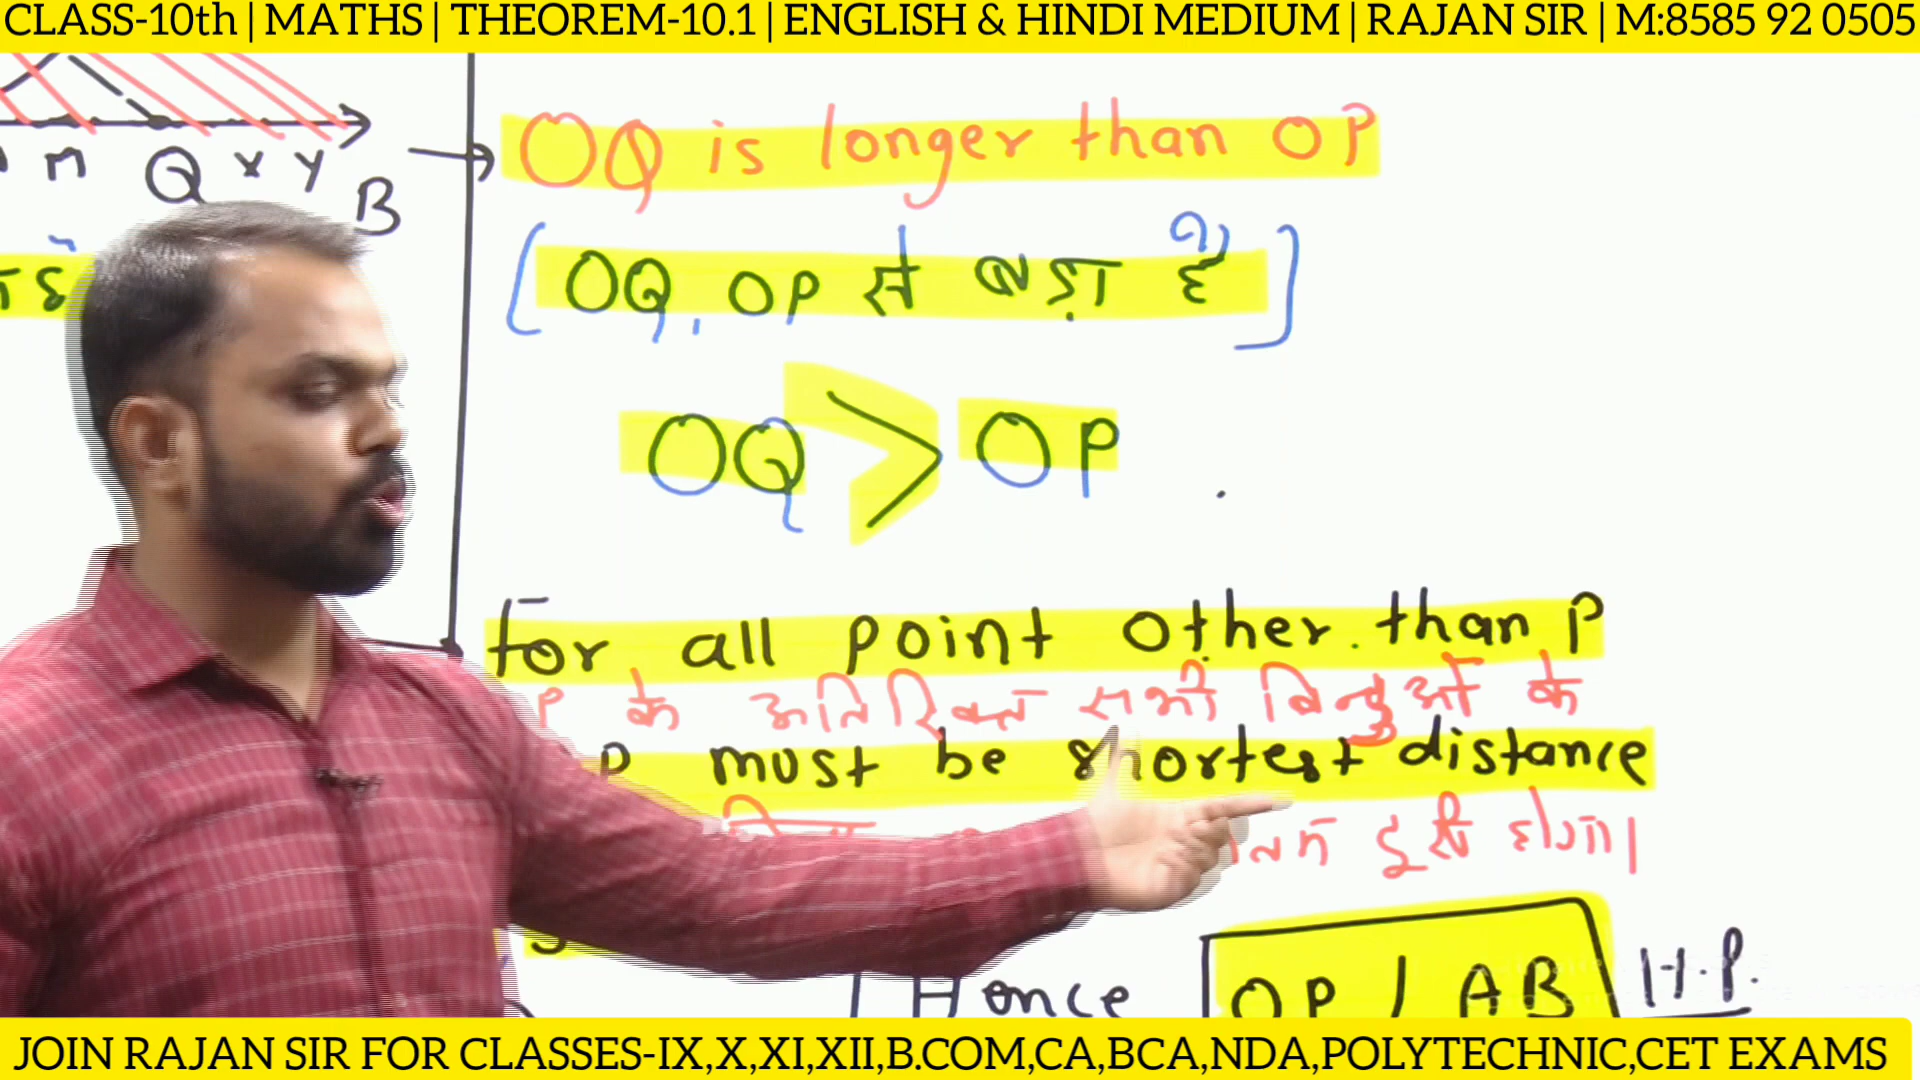 CLASS-10th | MATHS | THEOREM-10.1 | ENGLISH & HINDI MEDIUM | RAJAN SIR | M:8585 92 0505
n Q x y B
OQ is longer than OP
[OQ, OP से बड़ा है]
OQ > OP
for all point other than P
P के अतिरिक्त सभी बिन्दुओं के
P must be shortest distance
दूरी होगा।
Hence OP ⊥ AB H.P.
JOIN RAJAN SIR FOR CLASSES-IX,X,XI,XII,B.COM,CA,BCA,NDA,POLYTECHNIC,CET EXAMS